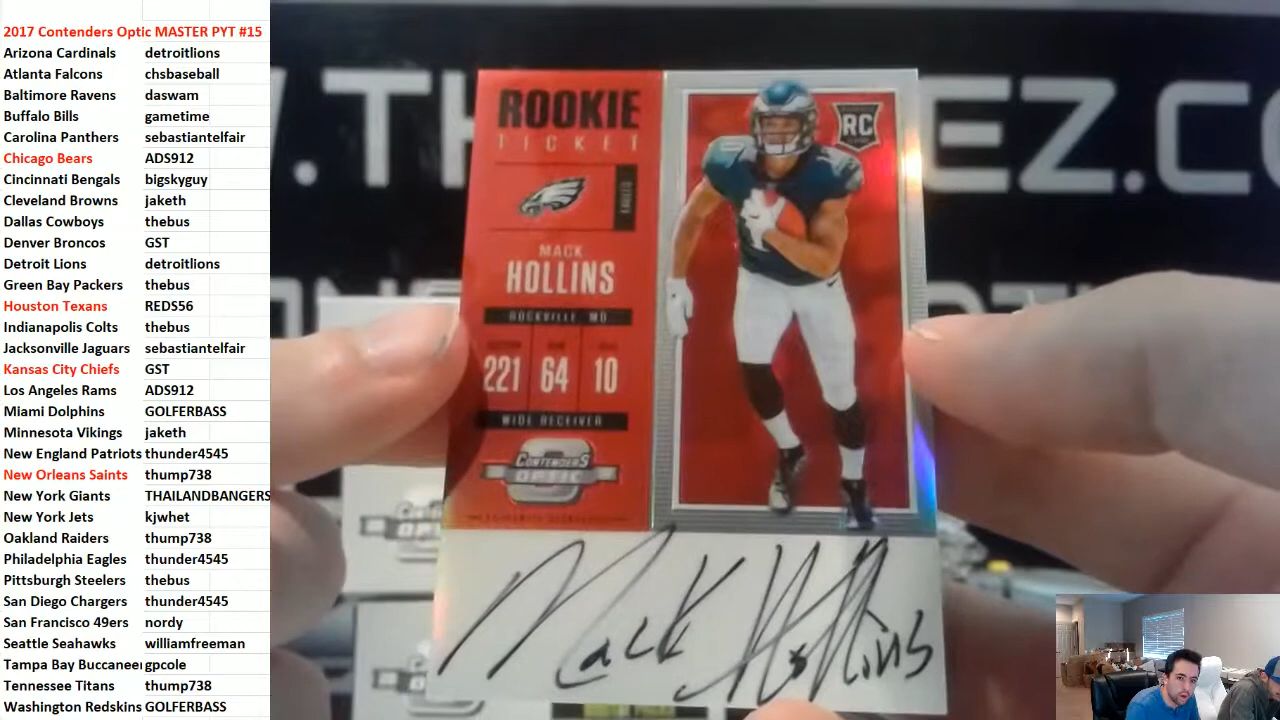 2017 Contenders Optic MASTER PYT #15
Arizona Cardinals detroitlions
Atlanta Falcons chsbaseball
Baltimore Ravens daswam
Buffalo Bills gametime
Carolina Panthers sebastiantelfair
Chicago Bears ADS912
Cincinnati Bengals bigskyguy
Cleveland Browns jaketh
Dallas Cowboys thebus
Denver Broncos GST
Detroit Lions detroitlions
Green Bay Packers thebus
Houston Texans REDS56
Indianapolis Colts thebus
Jacksonville Jaguars sebastiantelfair
Kansas City Chiefs GST
Los Angeles Rams ADS912
Miami Dolphins GOLFERBASS
Minnesota Vikings jaketh
New England Patriots thunder4545
New Orleans Saints thump738
New York Giants THAILANDBANGERS
New York Jets kjwhet
Oakland Raiders thump738
Philadelphia Eagles thunder4545
Pittsburgh Steelers thebus
San Diego Chargers thunder4545
San Francisco 49ers nordy
Seattle Seahawks williamfreeman
Tampa Bay Buccaneer gpcole
Tennessee Titans thump738
Washington Redskins GOLFERBASS
ROOKIE
TICKET
EAGLES
MACK
HOLLINS
ROCKVILLE, MD
221 64 10
WIDE RECEIVER
CONTENDERS
OPTIC
RC
Mack Hollins